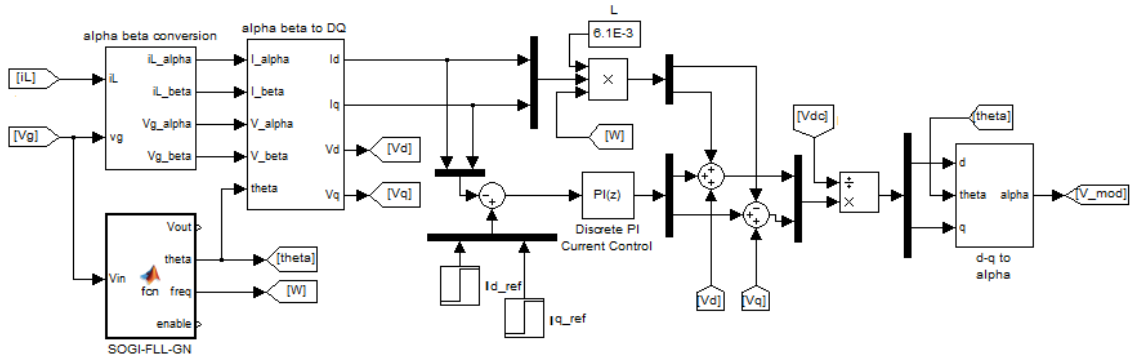 L
alpha beta to DQ
alpha beta conversion
6.1E-3
[iL]
iL
iL_alpha
I_alpha
Id
iL_beta
I_beta
×
[Vg]
vg
Vg_alpha
V_alpha
Iq
[W]
[Vdc]
[theta]
Vg_beta
V_beta
Vd
[Vd]
theta
Vq
[Vq]
- +
PI(z)
+ +
- +
÷
×
d
theta
q
alpha
[V_mod]
Discrete PI
Current Control
d-q to
alpha
Vin
fcn
Vout
theta
[theta]
freq
[W]
enable
SOGI-FLL-GN
Id_ref
Iq_ref
[Vd]
[Vq]